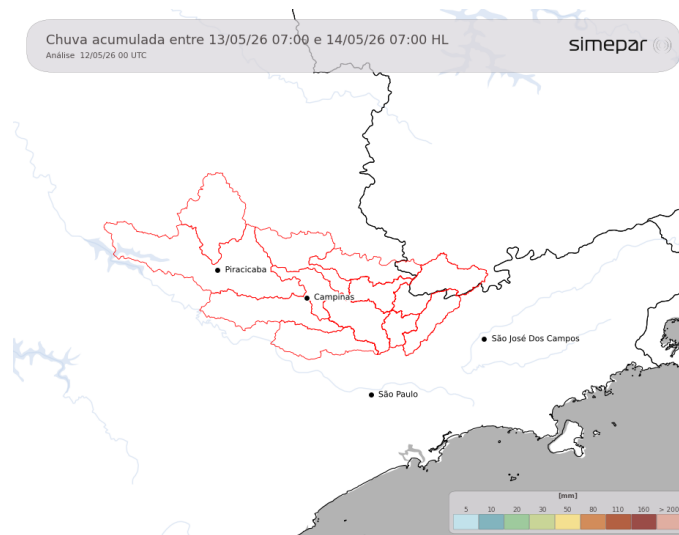 Chuva acumulada entre 13/05/26 07:00 e 14/05/26 07:00 HL
Análise 12/05/26 00 UTC
simepar
Piracicaba
Campinas
São José Dos Campos
São Paulo
[mm]
5 10 20 30 50 80 110 160 > 200